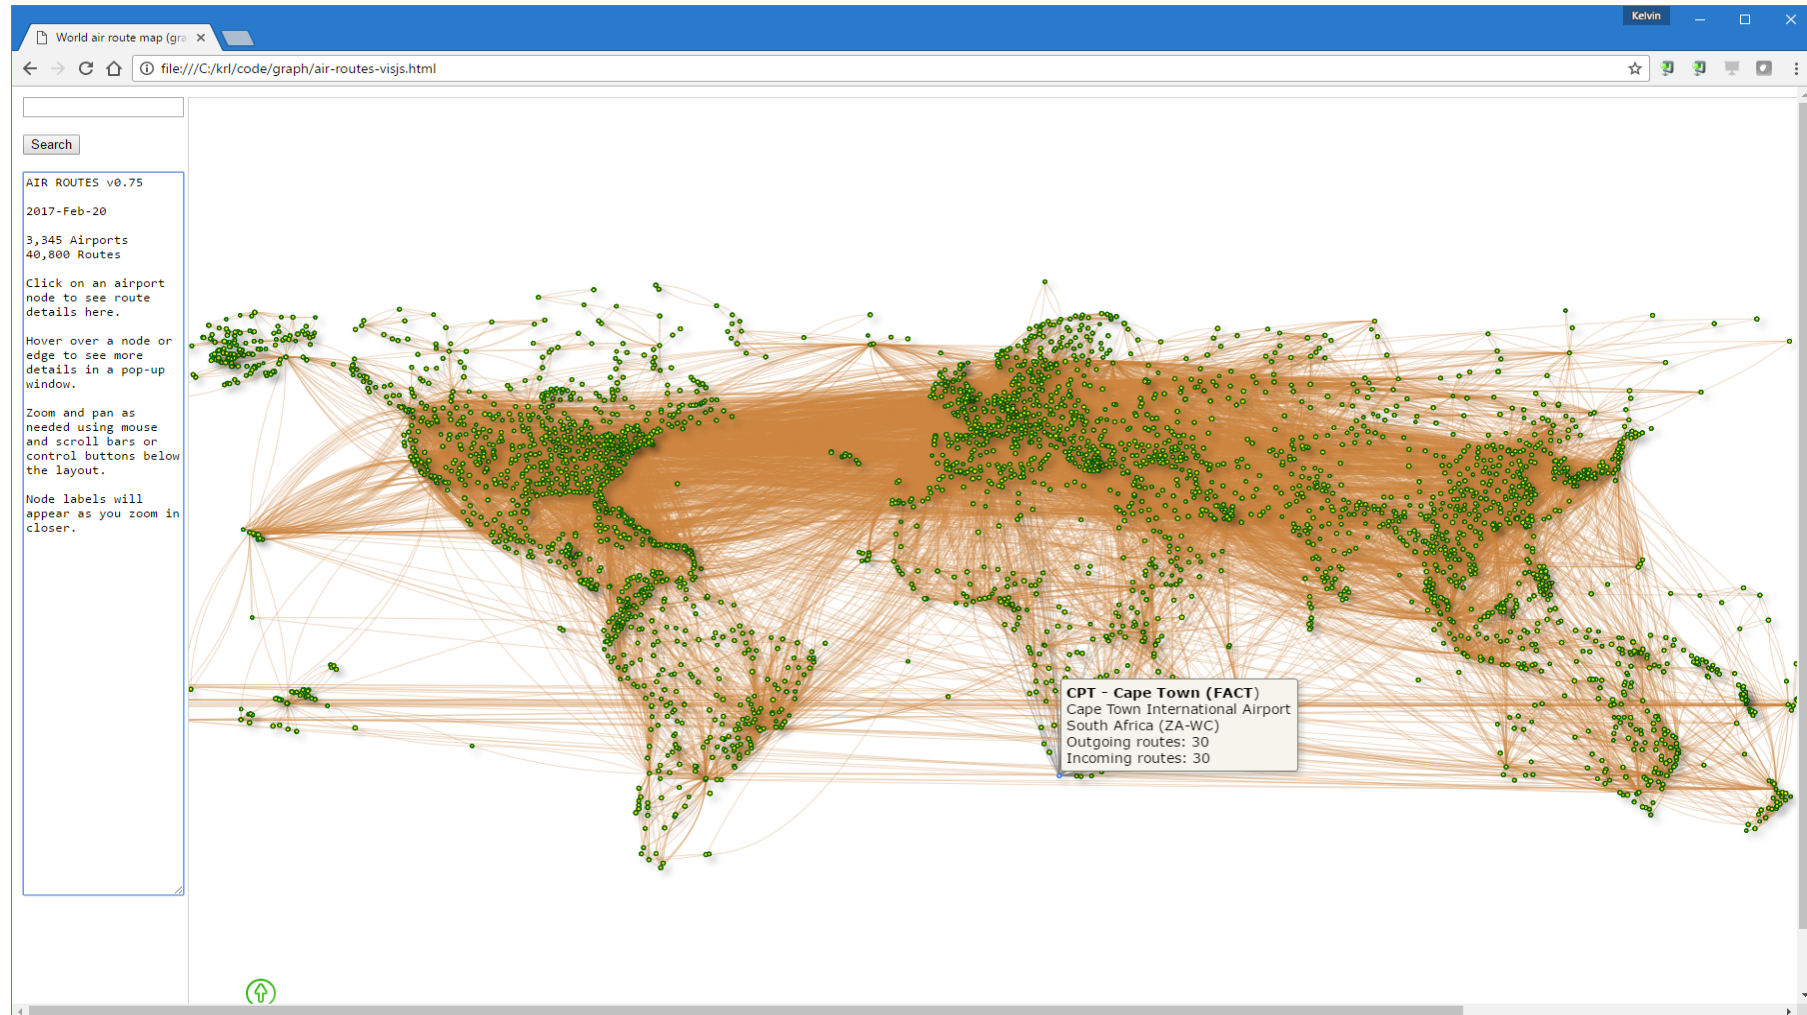 Kelvin
World air route map (gra
file:///C:/krl/code/graph/air-routes-visjs.html
Search
AIR ROUTES v0.75
2017-Feb-20
3,345 Airports
40,800 Routes
Click on an airport
node to see route
details here.
Hover over a node or
edge to see more
details in a pop-up
window.
Zoom and pan as
needed using mouse
and scroll bars or
control buttons below
the layout.
Node labels will
appear as you zoom in
closer.
CPT - Cape Town (FACT)
Cape Town International Airport
South Africa (ZA-WC)
Outgoing routes: 30
Incoming routes: 30